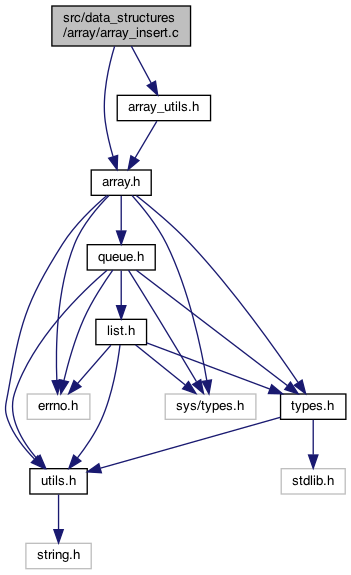 src/data_structures
/array/array_insert.c
array_utils.h
array.h
queue.h
list.h
errno.h
sys/types.h
types.h
utils.h
stdlib.h
string.h